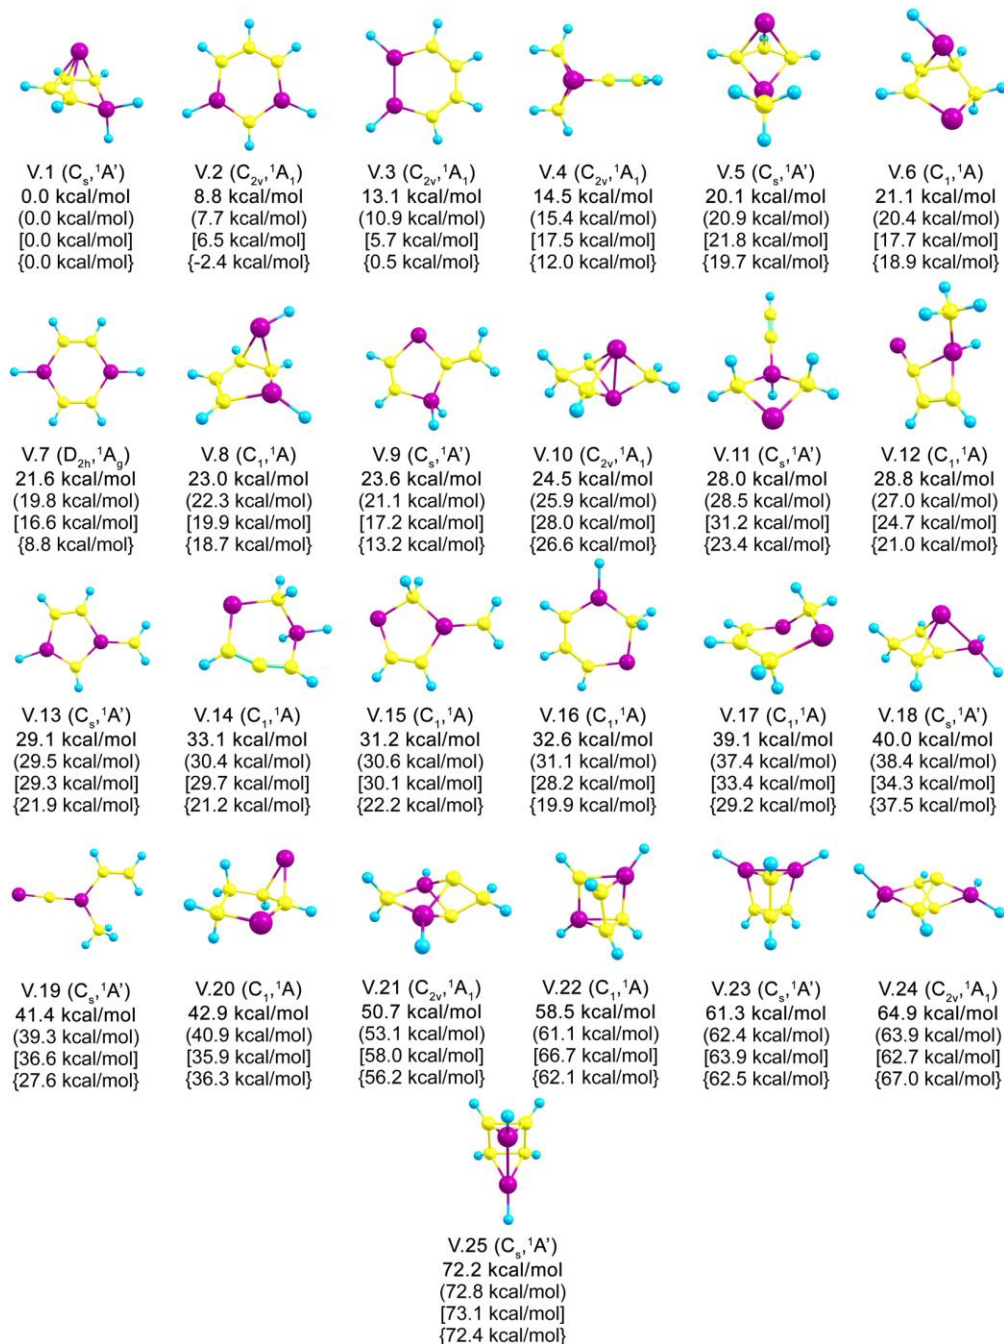 V.1 (Cs,¹A’) V.2 (C2v,¹A1) V.3 (C2v,¹A1) V.4 (C2v,¹A1) V.5 (Cs,¹A’) V.6 (C1,¹A)
0.0 kcal/mol 8.8 kcal/mol 13.1 kcal/mol 14.5 kcal/mol 20.1 kcal/mol 21.1 kcal/mol
(0.0 kcal/mol) (7.7 kcal/mol) (10.9 kcal/mol) (15.4 kcal/mol) (20.9 kcal/mol) (20.4 kcal/mol)
[0.0 kcal/mol] [6.5 kcal/mol] [5.7 kcal/mol] [17.5 kcal/mol] [21.8 kcal/mol] [17.7 kcal/mol]
{0.0 kcal/mol} {-2.4 kcal/mol} {0.5 kcal/mol} {12.0 kcal/mol} {19.7 kcal/mol} {18.9 kcal/mol}
V.7 (D2h,¹Ag) V.8 (C1,¹A) V.9 (Cs,¹A’) V.10 (C2v,¹A1) V.11 (Cs,¹A’) V.12 (C1,¹A)
21.6 kcal/mol 23.0 kcal/mol 23.6 kcal/mol 24.5 kcal/mol 28.0 kcal/mol 28.8 kcal/mol
(19.8 kcal/mol) (22.3 kcal/mol) (21.1 kcal/mol) (25.9 kcal/mol) (28.5 kcal/mol) (27.0 kcal/mol)
[16.6 kcal/mol] [19.9 kcal/mol] [17.2 kcal/mol] [28.0 kcal/mol] [31.2 kcal/mol] [24.7 kcal/mol]
{8.8 kcal/mol} {18.7 kcal/mol} {13.2 kcal/mol} {26.6 kcal/mol} {23.4 kcal/mol} {21.0 kcal/mol}
V.13 (Cs,¹A’) V.14 (C1,¹A) V.15 (C1,¹A) V.16 (C1,¹A) V.17 (C1,¹A) V.18 (Cs,¹A’)
29.1 kcal/mol 33.1 kcal/mol 31.2 kcal/mol 32.6 kcal/mol 39.1 kcal/mol 40.0 kcal/mol
(29.5 kcal/mol) (30.4 kcal/mol) (30.6 kcal/mol) (31.1 kcal/mol) (37.4 kcal/mol) (38.4 kcal/mol)
[29.3 kcal/mol] [29.7 kcal/mol] [30.1 kcal/mol] [28.2 kcal/mol] [33.4 kcal/mol] [34.3 kcal/mol]
{21.9 kcal/mol} {21.2 kcal/mol} {22.2 kcal/mol} {19.9 kcal/mol} {29.2 kcal/mol} {37.5 kcal/mol}
V.19 (Cs,¹A’) V.20 (C1,¹A) V.21 (C2v,¹A1) V.22 (C1,¹A) V.23 (Cs,¹A’) V.24 (C2v,¹A1)
41.4 kcal/mol 42.9 kcal/mol 50.7 kcal/mol 58.5 kcal/mol 61.3 kcal/mol 64.9 kcal/mol
(39.3 kcal/mol) (40.9 kcal/mol) (53.1 kcal/mol) (61.1 kcal/mol) (62.4 kcal/mol) (63.9 kcal/mol)
[36.6 kcal/mol] [35.9 kcal/mol] [58.0 kcal/mol] [66.7 kcal/mol] [63.9 kcal/mol] [62.7 kcal/mol]
{27.6 kcal/mol} {36.3 kcal/mol} {56.2 kcal/mol} {62.1 kcal/mol} {62.5 kcal/mol} {67.0 kcal/mol}
V.25 (Cs,¹A’)
72.2 kcal/mol
(72.8 kcal/mol)
[73.1 kcal/mol]
{72.4 kcal/mol}